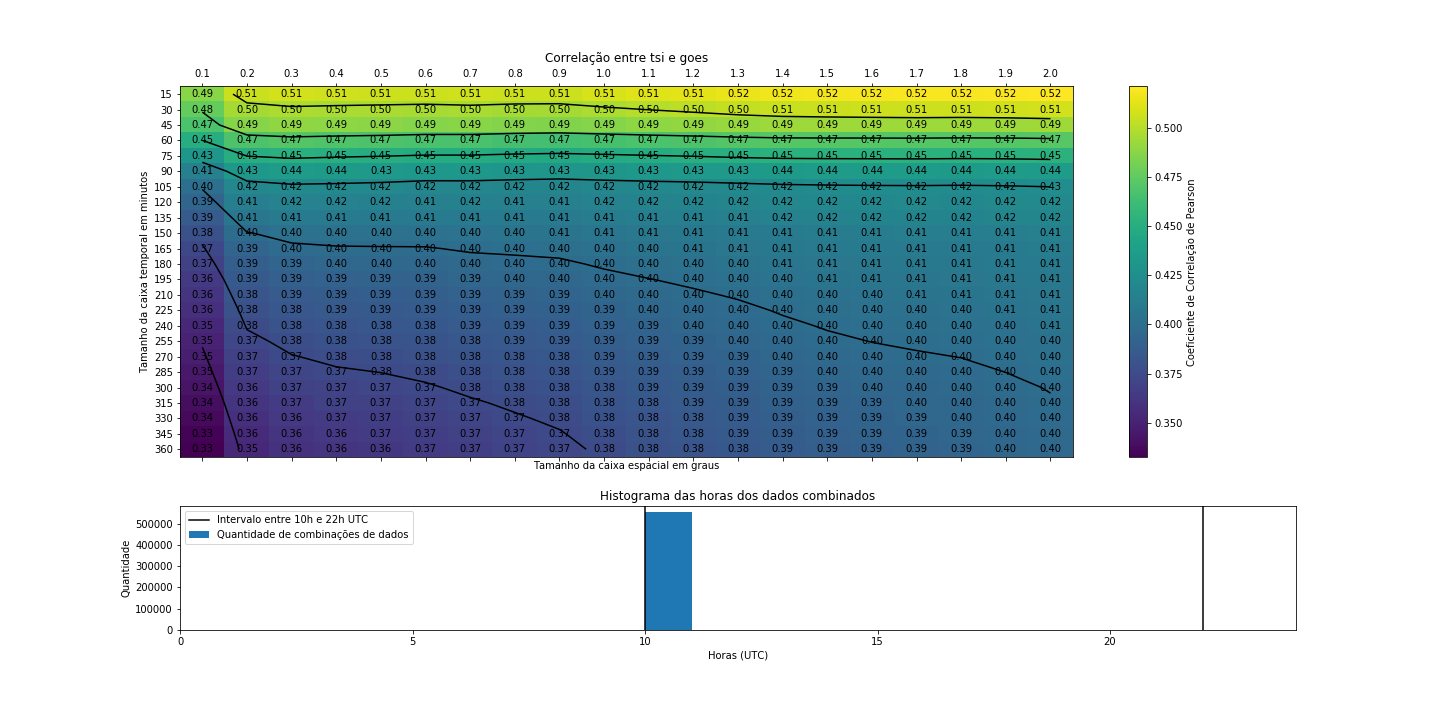 Correlação entre tsi e goes
0.1 0.2 0.3 0.4 0.5 0.6 0.7 0.8 0.9 1.0 1.1 1.2 1.3 1.4 1.5 1.6 1.7 1.8 1.9 2.0
15 0.49 0.51 0.51 0.51 0.51 0.51 0.51 0.51 0.51 0.51 0.51 0.51 0.52 0.52 0.52 0.52 0.52 0.52 0.52 0.52
30 0.48 0.50 0.50 0.50 0.50 0.50 0.50 0.50 0.50 0.50 0.50 0.50 0.51 0.51 0.51 0.51 0.51 0.51 0.51 0.51
45 0.47 0.49 0.49 0.49 0.49 0.49 0.49 0.49 0.49 0.49 0.49 0.49 0.49 0.49 0.49 0.49 0.49 0.49 0.49 0.49
60 0.45 0.47 0.47 0.47 0.47 0.47 0.47 0.47 0.47 0.47 0.47 0.47 0.47 0.47 0.47 0.47 0.47 0.47 0.47 0.47
75 0.43 0.45 0.45 0.45 0.45 0.45 0.45 0.45 0.45 0.45 0.45 0.45 0.45 0.45 0.45 0.45 0.45 0.45 0.45 0.45
90 0.41 0.43 0.44 0.44 0.43 0.43 0.43 0.43 0.43 0.43 0.43 0.43 0.43 0.44 0.44 0.44 0.44 0.44 0.44 0.44
105 0.40 0.42 0.42 0.42 0.42 0.42 0.42 0.42 0.42 0.42 0.42 0.42 0.42 0.42 0.42 0.42 0.42 0.42 0.42 0.43
120 0.39 0.41 0.42 0.42 0.41 0.41 0.41 0.41 0.41 0.41 0.41 0.42 0.42 0.42 0.42 0.42 0.42 0.42 0.42 0.42
135 0.39 0.41 0.41 0.41 0.41 0.41 0.41 0.41 0.41 0.41 0.41 0.41 0.41 0.42 0.42 0.42 0.42 0.42 0.42 0.42
150 0.38 0.40 0.40 0.40 0.40 0.40 0.40 0.40 0.41 0.41 0.41 0.41 0.41 0.41 0.41 0.41 0.41 0.41 0.41 0.41
165 0.37 0.39 0.40 0.40 0.40 0.40 0.40 0.40 0.40 0.40 0.40 0.41 0.41 0.41 0.41 0.41 0.41 0.41 0.41 0.41
180 0.37 0.39 0.39 0.40 0.40 0.40 0.40 0.40 0.40 0.40 0.40 0.40 0.40 0.40 0.41 0.41 0.41 0.41 0.41 0.41
195 0.36 0.39 0.39 0.39 0.39 0.39 0.39 0.40 0.40 0.40 0.40 0.40 0.40 0.40 0.41 0.41 0.41 0.41 0.41 0.41
210 0.36 0.38 0.39 0.39 0.39 0.39 0.39 0.39 0.39 0.40 0.40 0.40 0.40 0.40 0.40 0.40 0.41 0.41 0.41 0.41
225 0.36 0.38 0.38 0.39 0.39 0.39 0.39 0.39 0.39 0.39 0.40 0.40 0.40 0.40 0.40 0.40 0.40 0.40 0.41 0.41
240 0.35 0.38 0.38 0.38 0.38 0.38 0.39 0.39 0.39 0.39 0.39 0.40 0.40 0.40 0.40 0.40 0.40 0.40 0.40 0.41
255 0.35 0.37 0.38 0.38 0.38 0.38 0.38 0.39 0.39 0.39 0.39 0.39 0.40 0.40 0.40 0.40 0.40 0.40 0.40 0.40
270 0.35 0.37 0.37 0.38 0.38 0.38 0.38 0.38 0.39 0.39 0.39 0.39 0.39 0.40 0.40 0.40 0.40 0.40 0.40 0.40
285 0.35 0.37 0.37 0.37 0.38 0.38 0.38 0.38 0.38 0.38 0.39 0.39 0.39 0.39 0.39 0.40 0.40 0.40 0.40 0.40
300 0.34 0.36 0.37 0.37 0.37 0.37 0.38 0.38 0.38 0.38 0.39 0.39 0.39 0.39 0.39 0.40 0.40 0.40 0.40 0.40
315 0.34 0.36 0.37 0.37 0.37 0.37 0.37 0.38 0.38 0.38 0.38 0.39 0.39 0.39 0.39 0.39 0.40 0.40 0.40 0.40
330 0.34 0.36 0.36 0.37 0.37 0.37 0.37 0.38 0.38 0.38 0.38 0.38 0.39 0.39 0.39 0.39 0.39 0.40 0.40 0.40
345 0.33 0.36 0.36 0.36 0.37 0.37 0.37 0.37 0.37 0.38 0.38 0.38 0.39 0.39 0.39 0.39 0.39 0.39 0.40 0.40
360 0.33 0.35 0.36 0.36 0.36 0.37 0.37 0.37 0.37 0.38 0.38 0.38 0.38 0.39 0.39 0.39 0.39 0.39 0.40 0.40
Tamanho da caixa temporal em minutos
Tamanho da caixa espacial em graus
0.500
0.475
0.450
0.425
0.400
0.375
0.350
Coeficiente de Correlação de Pearson
Histograma das horas dos dados combinados
Intervalo entre 10h e 22h UTC
Quantidade de combinações de dados
500000
400000
300000
200000
100000
0
Quantidade
0 5 10 15 20
Horas (UTC)